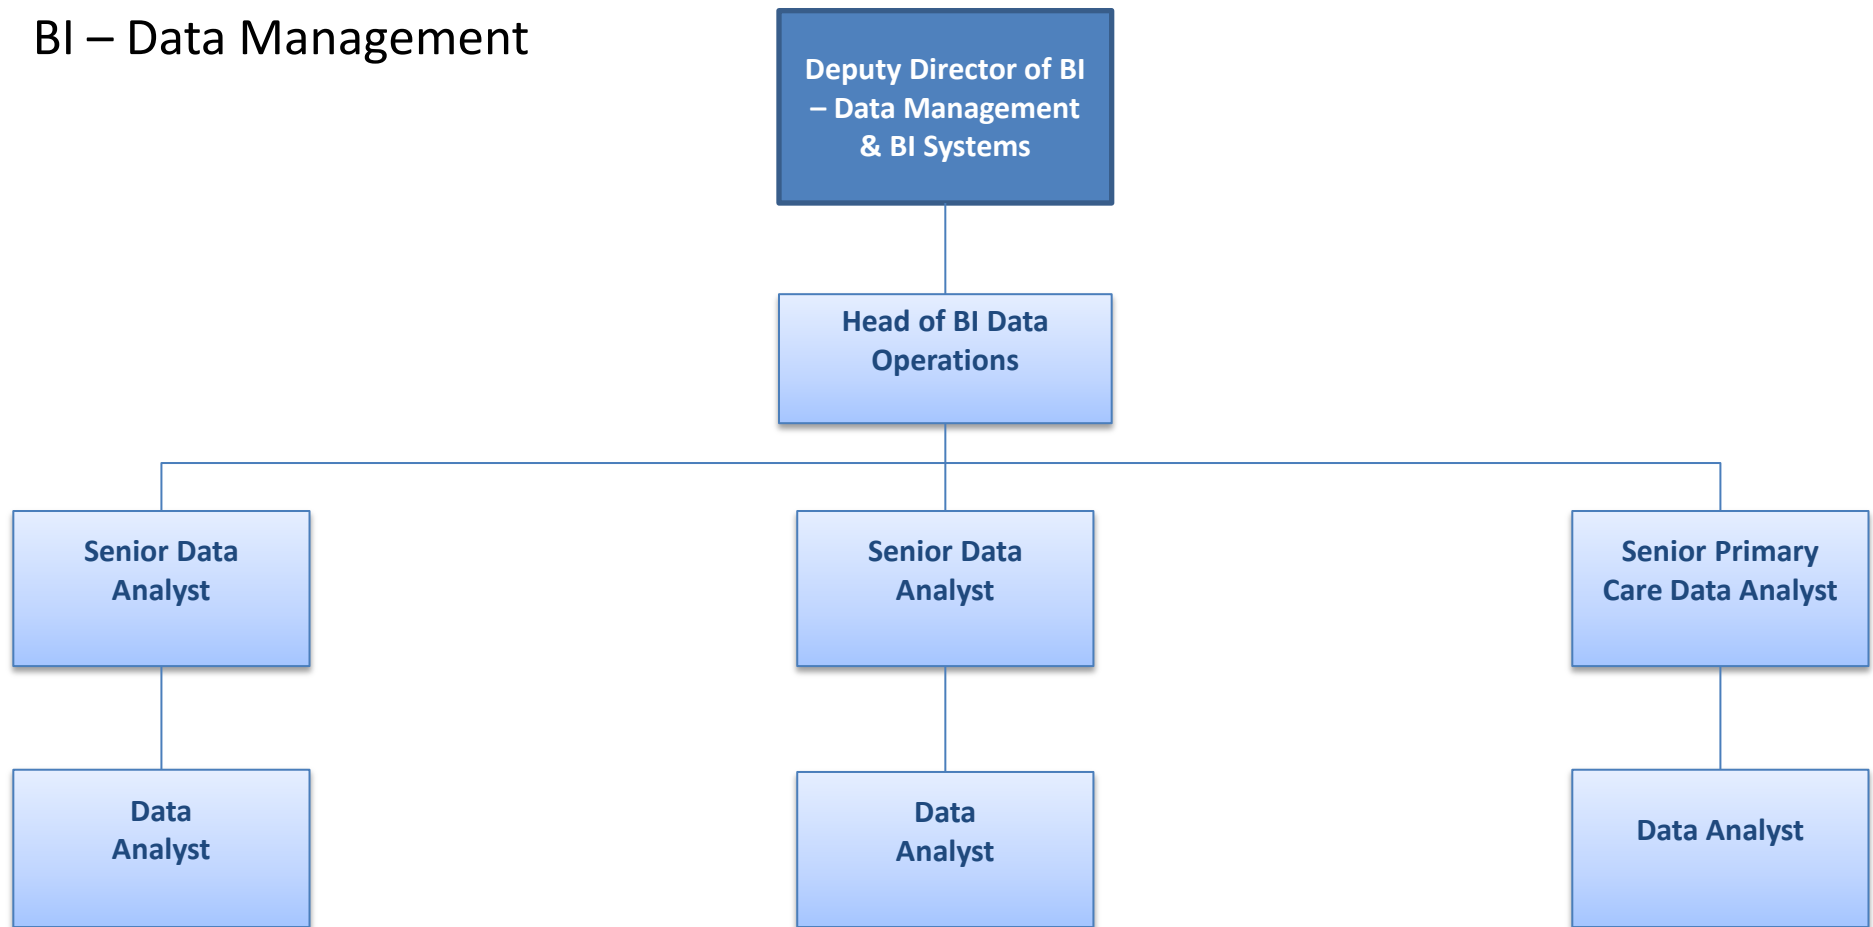 BI – Data Management
Deputy Director of BI
– Data Management
& BI Systems
Head of BI Data
Operations
Senior Data
Analyst
Senior Data
Analyst
Senior Primary
Care Data Analyst
Data
Analyst
Data
Analyst
Data Analyst